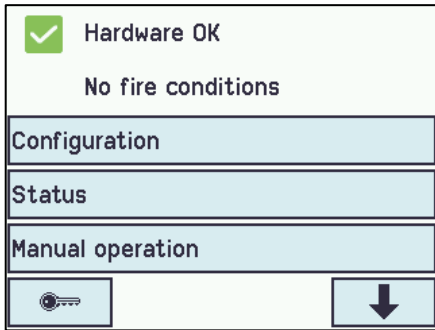 Hardware OK
No fire conditions
Configuration
Status
Manual operation